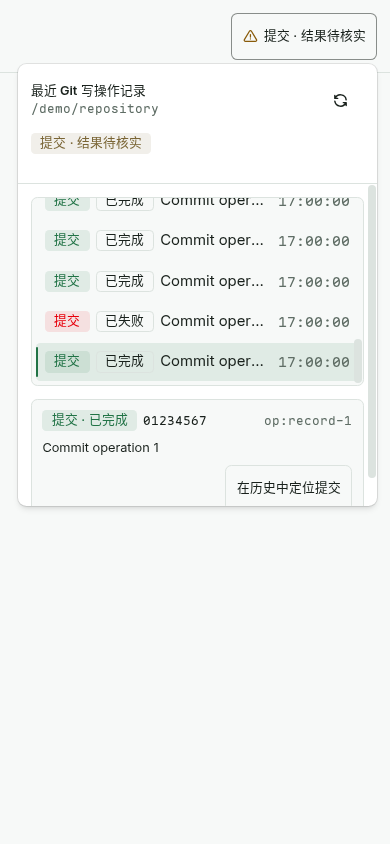 提交 · 结果待核实
最近 Git 写操作记录
/demo/repository
提交 · 结果待核实
提交 已完成 Commit oper... 17:00:00
提交 已完成 Commit oper... 17:00:00
提交 已完成 Commit oper... 17:00:00
提交 已失败 Commit oper... 17:00:00
提交 已完成 Commit oper... 17:00:00
提交 · 已完成 01234567 op:record-1
Commit operation 1
在历史中定位提交